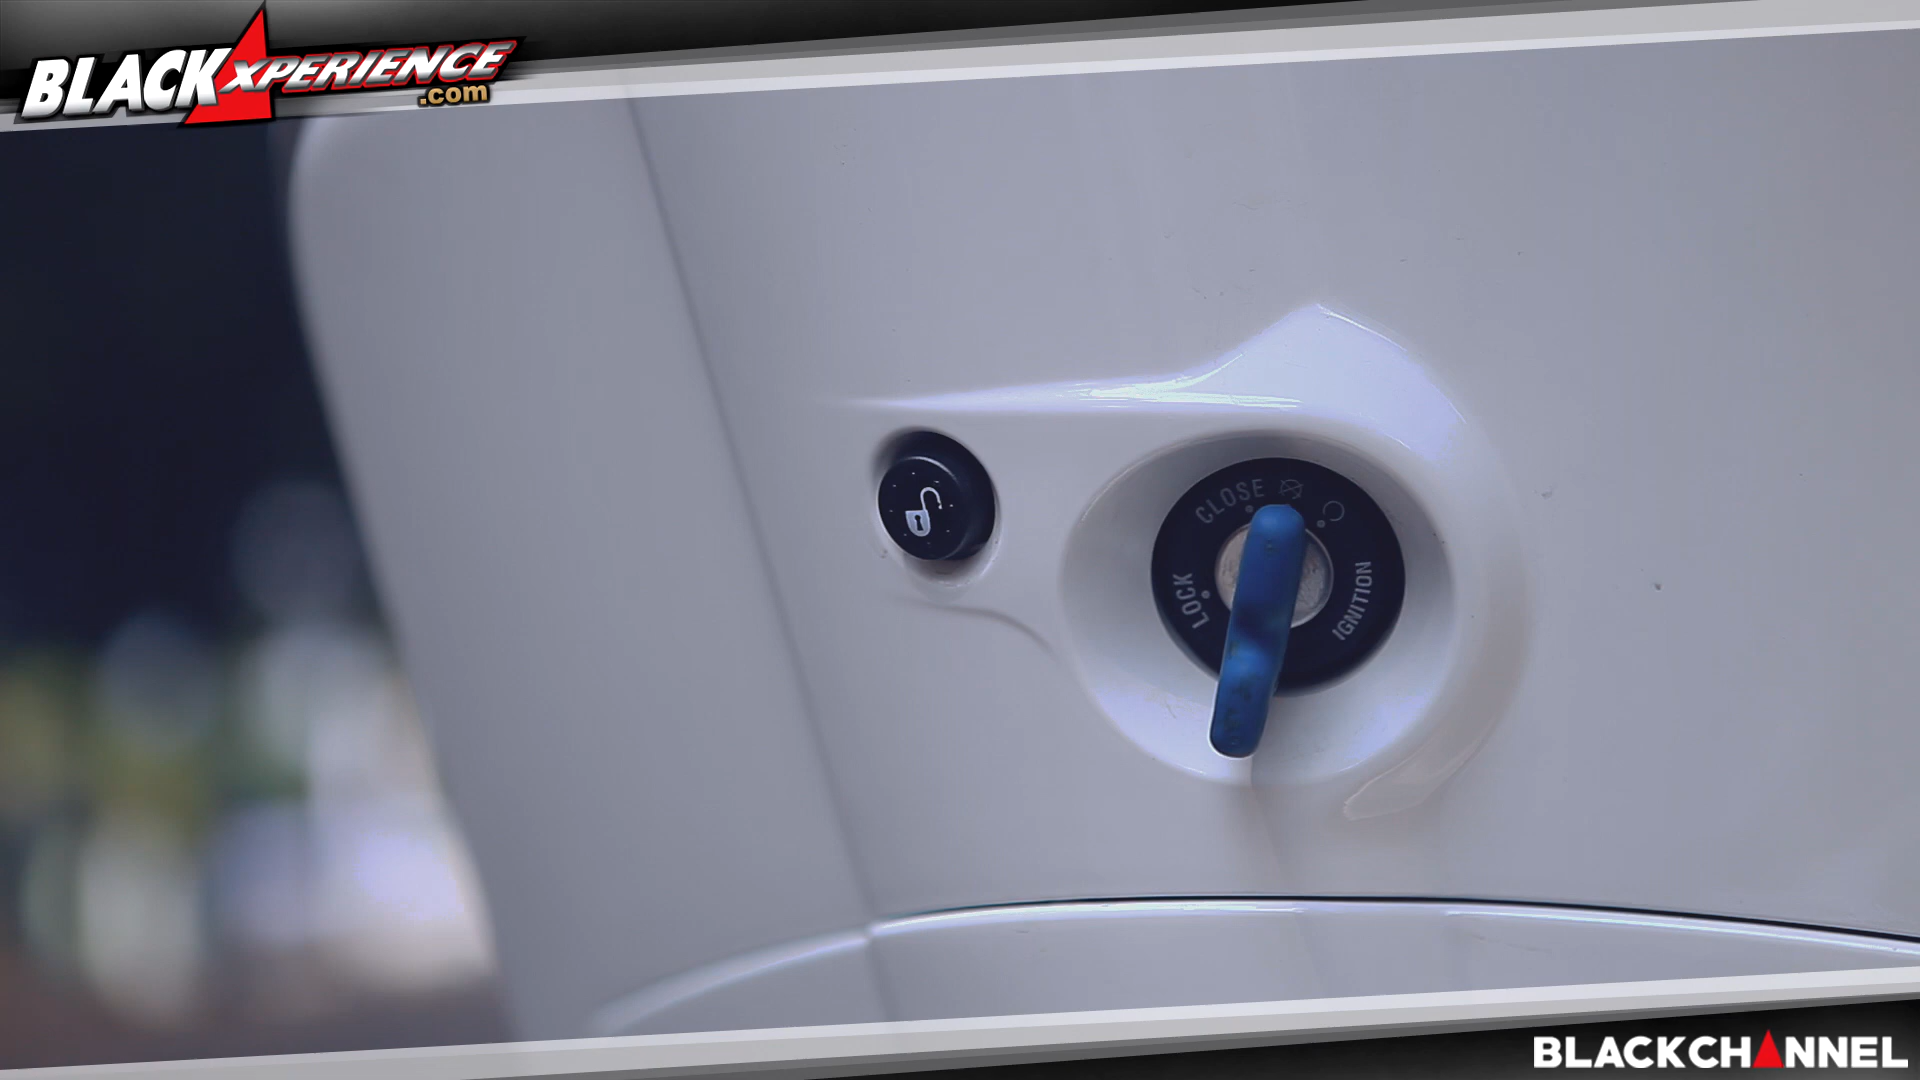 BLACKXPERIENCE
.com
CLOSE
LOCK
IGNITION
BLACKCHANNEL